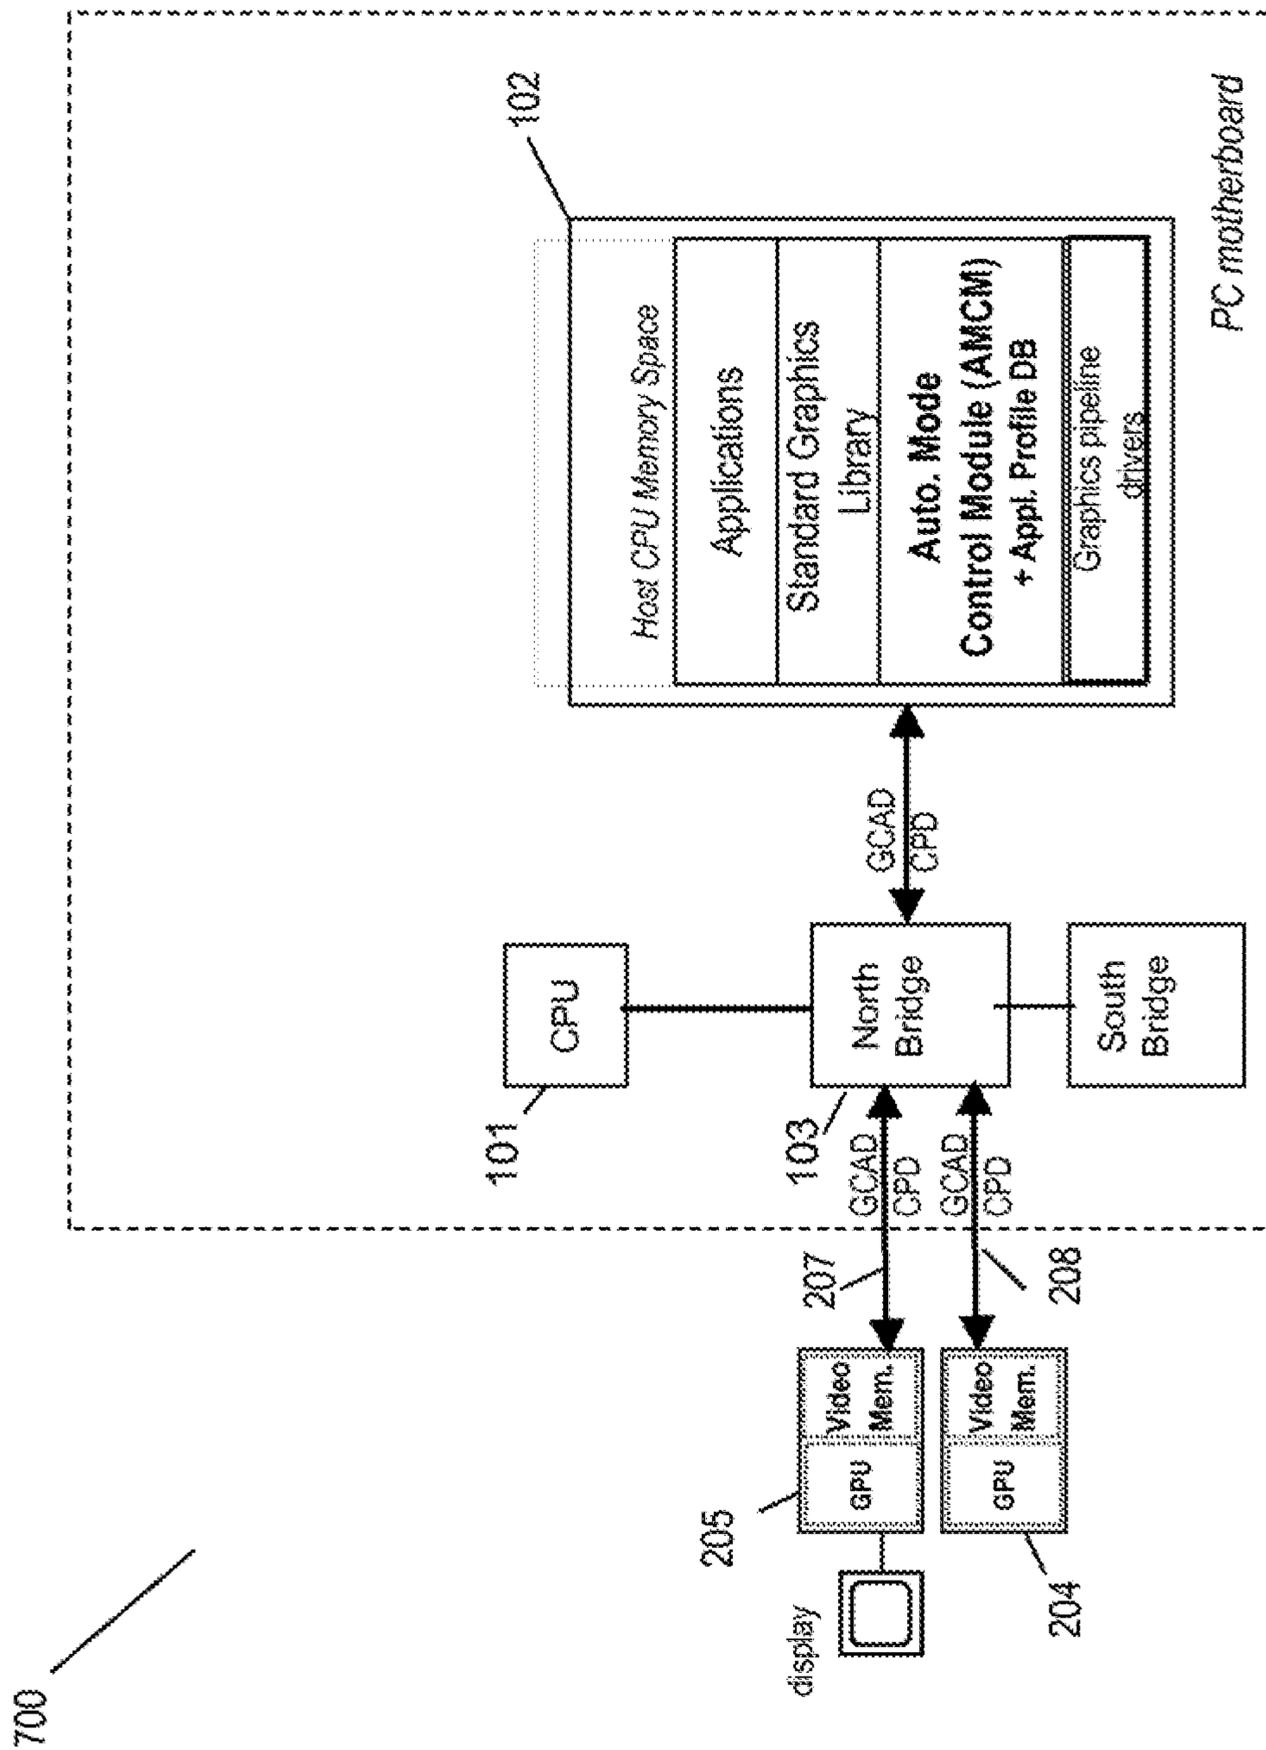 700
102
Host CPU Memory Space
Applications
Standard Graphics
Library
Auto. Mode
Control Module (AMCM)
+ Appl. Profile DB
Graphics pipeline
drivers
PC motherboard
GCAD
CPD
101
CPU
103
North
Bridge
South
Bridge
GCAD
CPD
GCAD
CPD
207
208
205
GPU
Video
Mem.
GPU
Video
Mem.
204
display